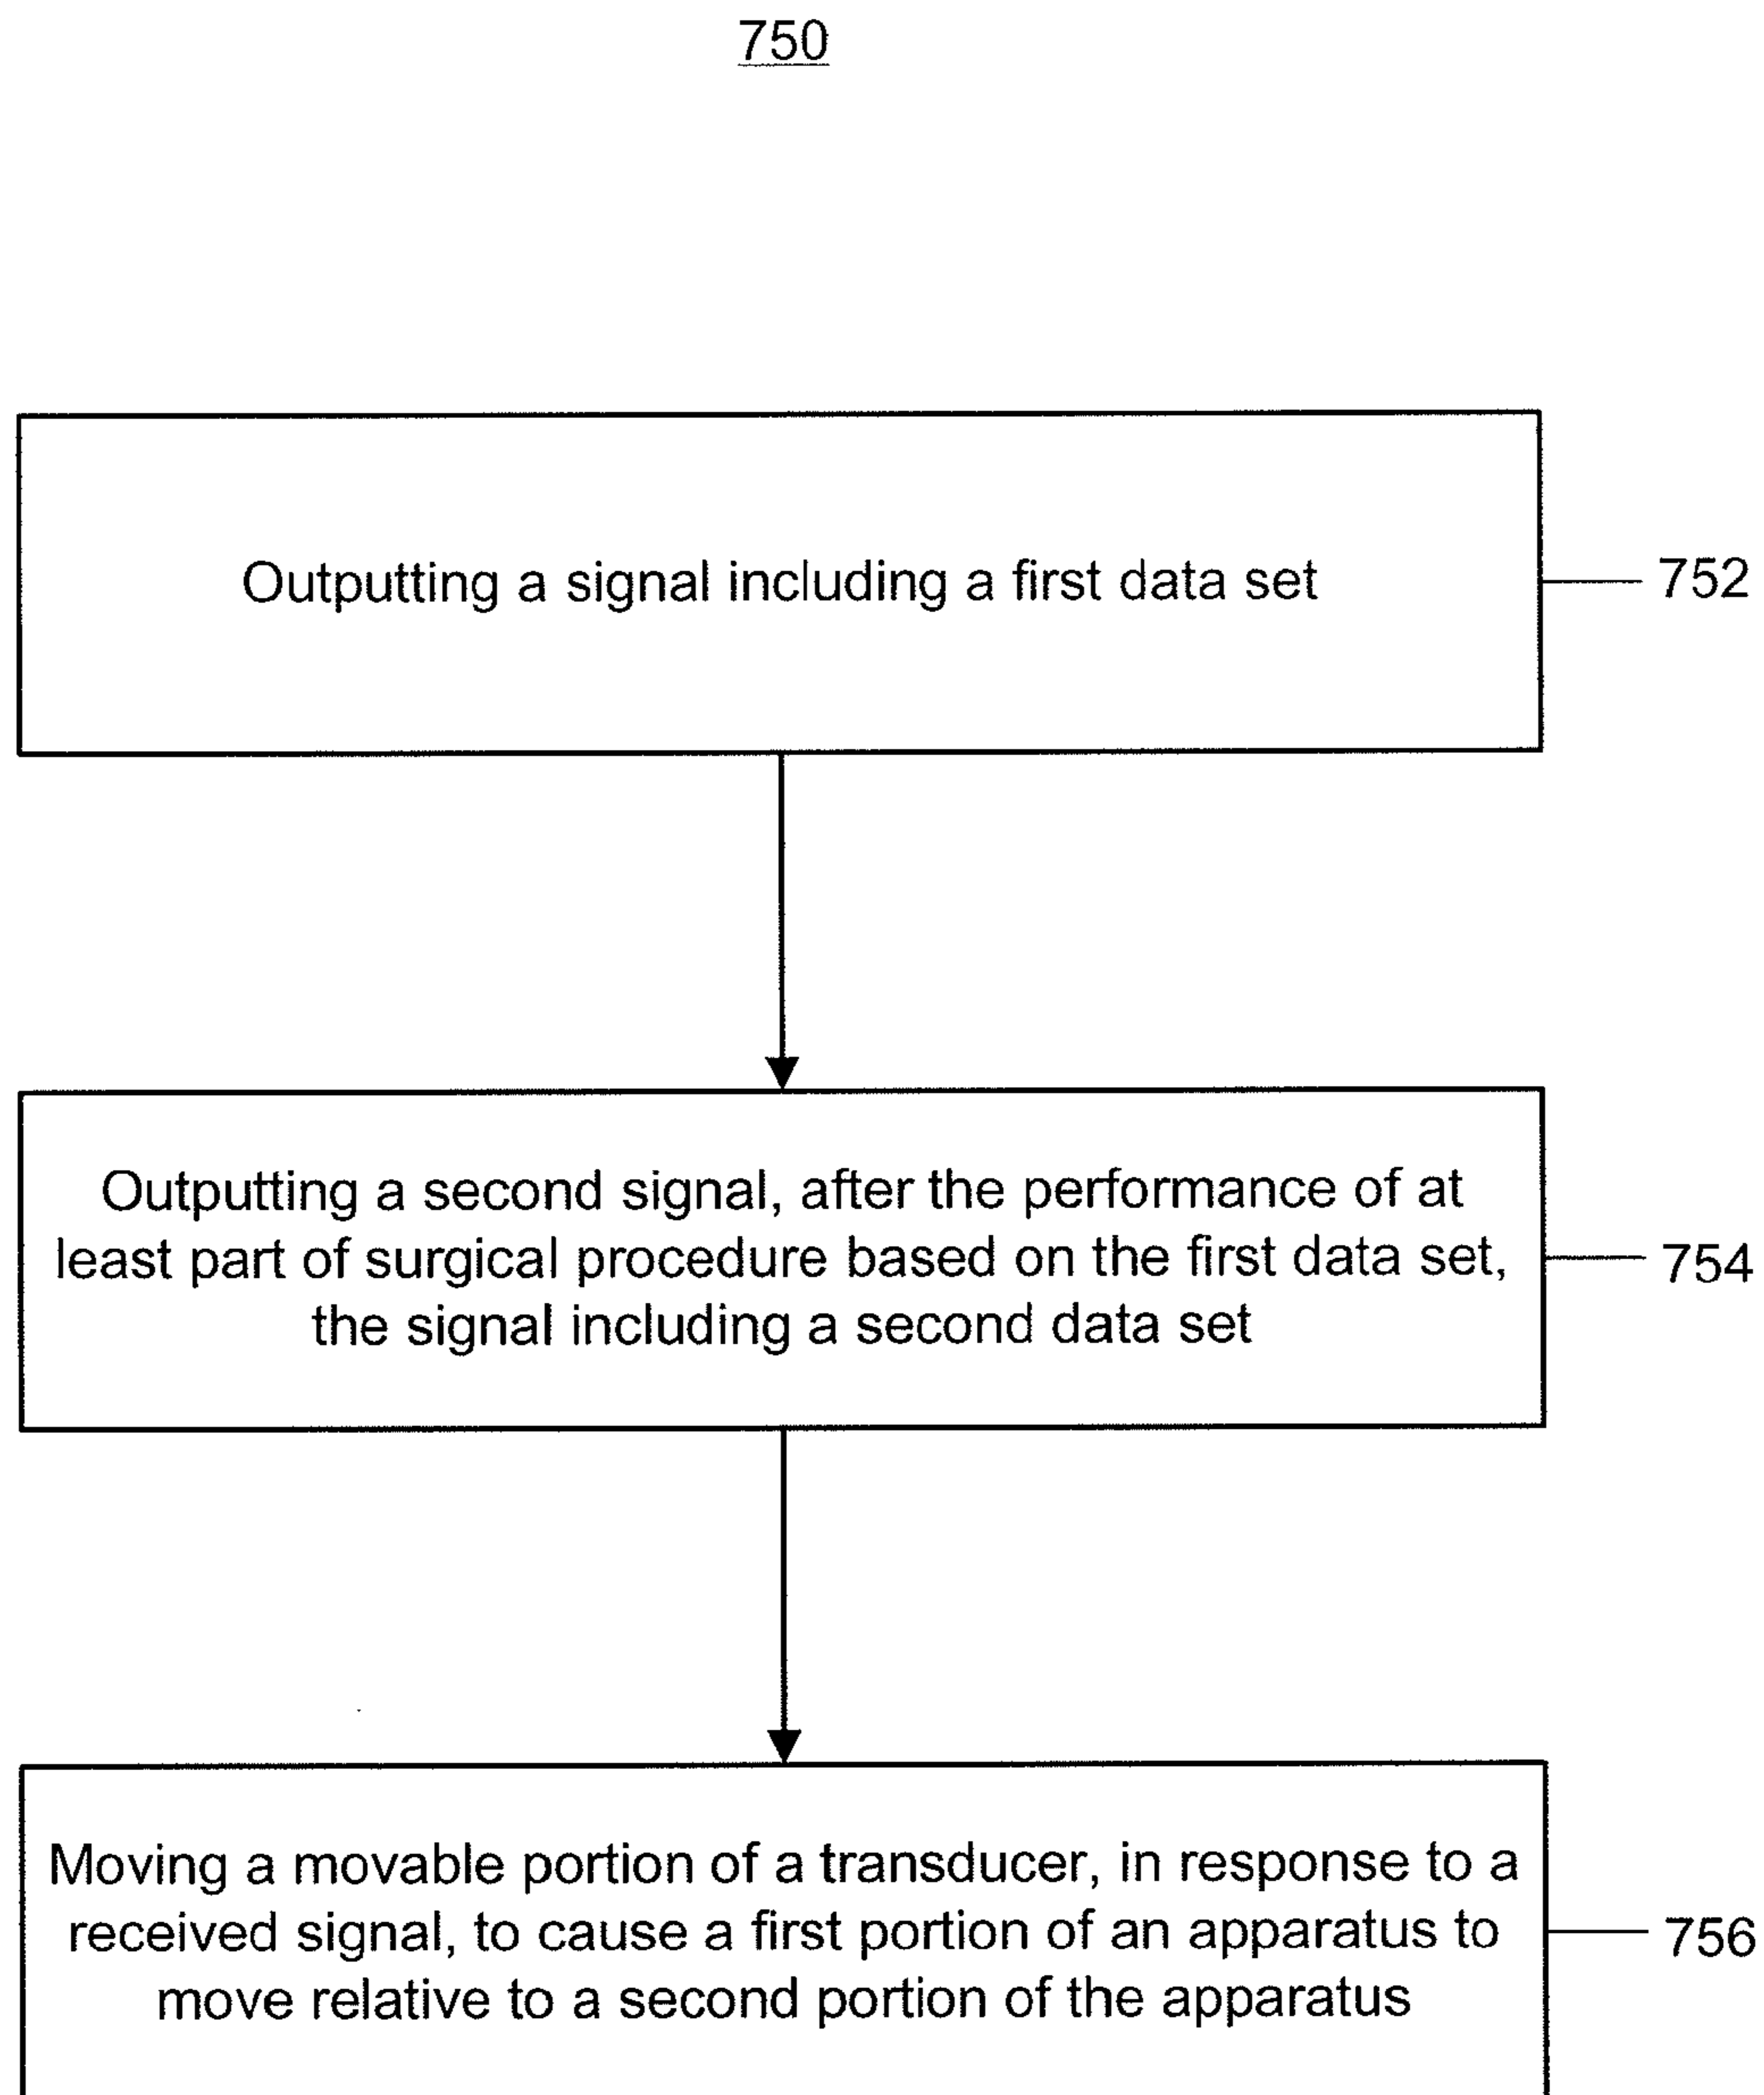 750
Outputting a signal including a first data set
752
Outputting a second signal, after the performance of at
least part of surgical procedure based on the first data set,
the signal including a second data set
754
Moving a movable portion of a transducer, in response to a
received signal, to cause a first portion of an apparatus to
move relative to a second portion of the apparatus
756